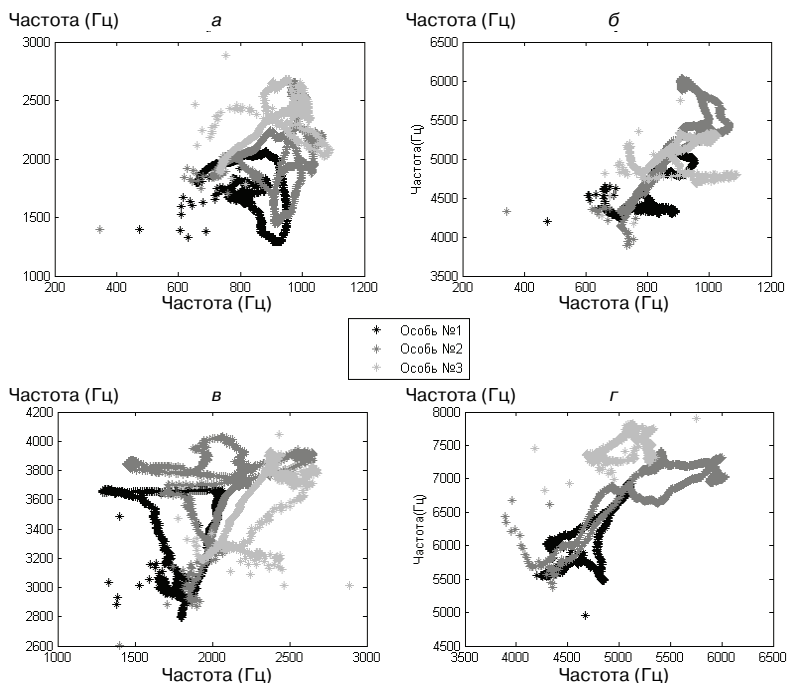 Частота (Гц) а
3000
2500
2000
1500
1000
200 400 600 800 1000 1200
Частота (Гц)
Частота (Гц) б
6500
6000
5500
5000
4500
4000
3500
Частота(Гц)
200 400 600 800 1000 1200
Частота (Гц)
Особь №1
Особь №2
Особь №3
Частота (Гц) в
4200
4000
3800
3600
3400
3200
3000
2800
2600
1000 1500 2000 2500 3000
Частота (Гц)
Частота (Гц) г
8000
7500
7000
6500
6000
5500
5000
4500
Частота(Гц)
3500 4000 4500 5000 5500 6000 6500
Частота (Гц)